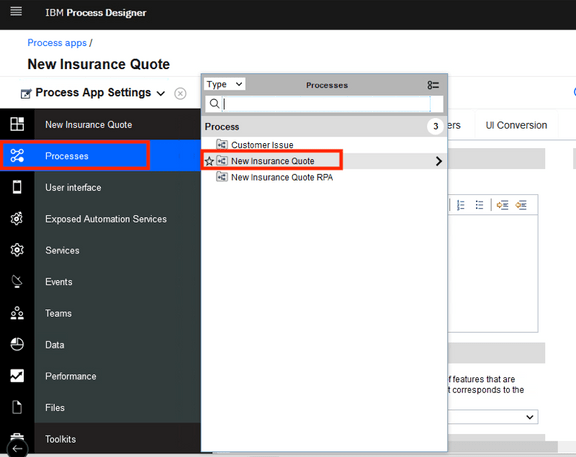 IBM Process Designer
Process apps /
New Insurance Quote
Process App Settings
Type
Processes
Process
3
Customer Issue
New Insurance Quote
New Insurance Quote RPA
New Insurance Quote
Processes
User interface
Exposed Automation Services
Services
Events
Teams
Data
Performance
Files
Toolkits
ers
UI Conversion
of features that are
t corresponds to the